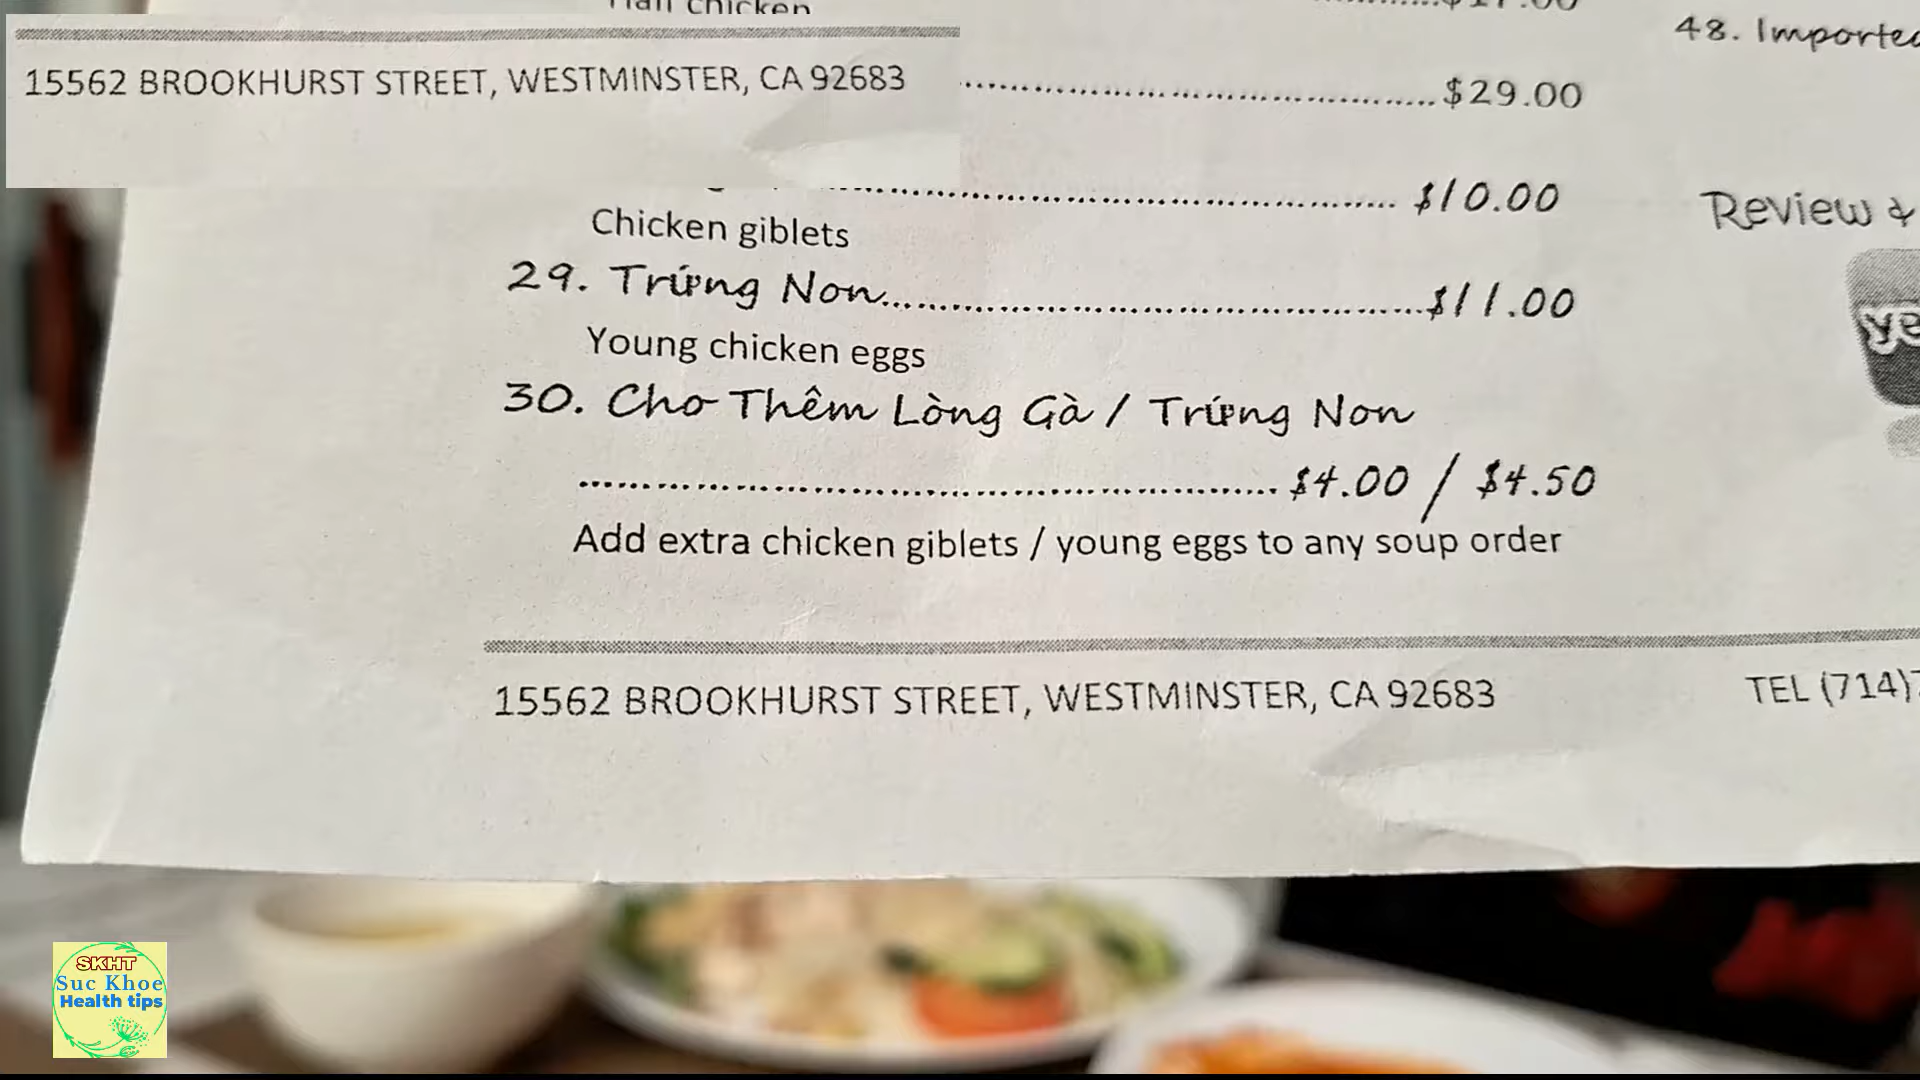 Half chicken
15562 BROOKHURST STREET, WESTMINSTER, CA 92683
$29.00
48. Imported
$10.00
Chicken giblets
29. Trứng Non $11.00
Young chicken eggs
30. Cho Thêm Lòng Gà / Trứng Non
$4.00 / $4.50
Add extra chicken giblets / young eggs to any soup order
Review &
15562 BROOKHURST STREET, WESTMINSTER, CA 92683
TEL (714)
SKHT
Suc Khoe
Health tips